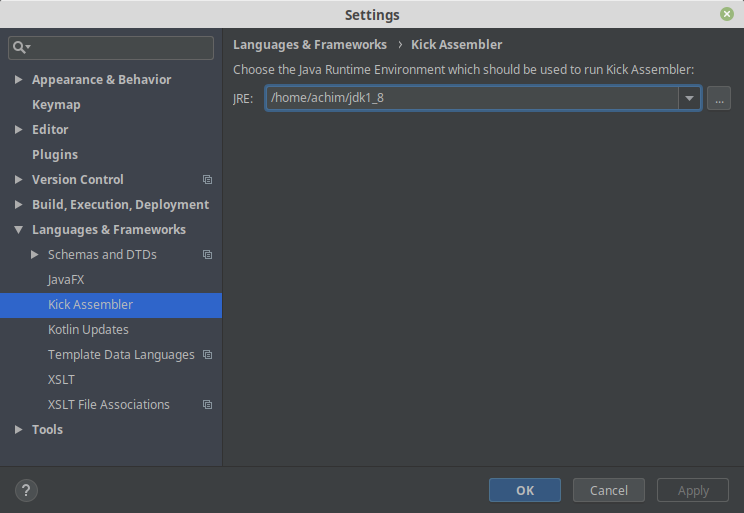 Settings
Appearance & Behavior
Keymap
Editor
Plugins
Version Control
Build, Execution, Deployment
Languages & Frameworks
Schemas and DTDs
JavaFX
Kick Assembler
Kotlin Updates
Template Data Languages
XSLT
XSLT File Associations
Tools
Languages & Frameworks › Kick Assembler
Choose the Java Runtime Environment which should be used to run Kick Assembler:
JRE: /home/achim/jdk1_8 ...
? OK Cancel Apply